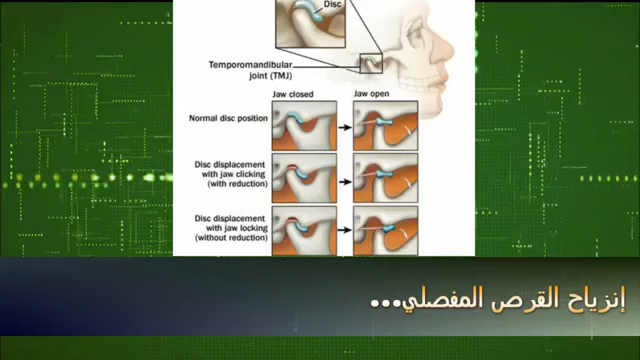 Disc
Temporomandibular
joint (TMJ)
Jaw closed
Jaw open
Normal disc position
Disc displacement
with jaw clicking
(with reduction)
Disc displacement
with jaw locking
(without reduction)
إنزياح القرص المفصلي...